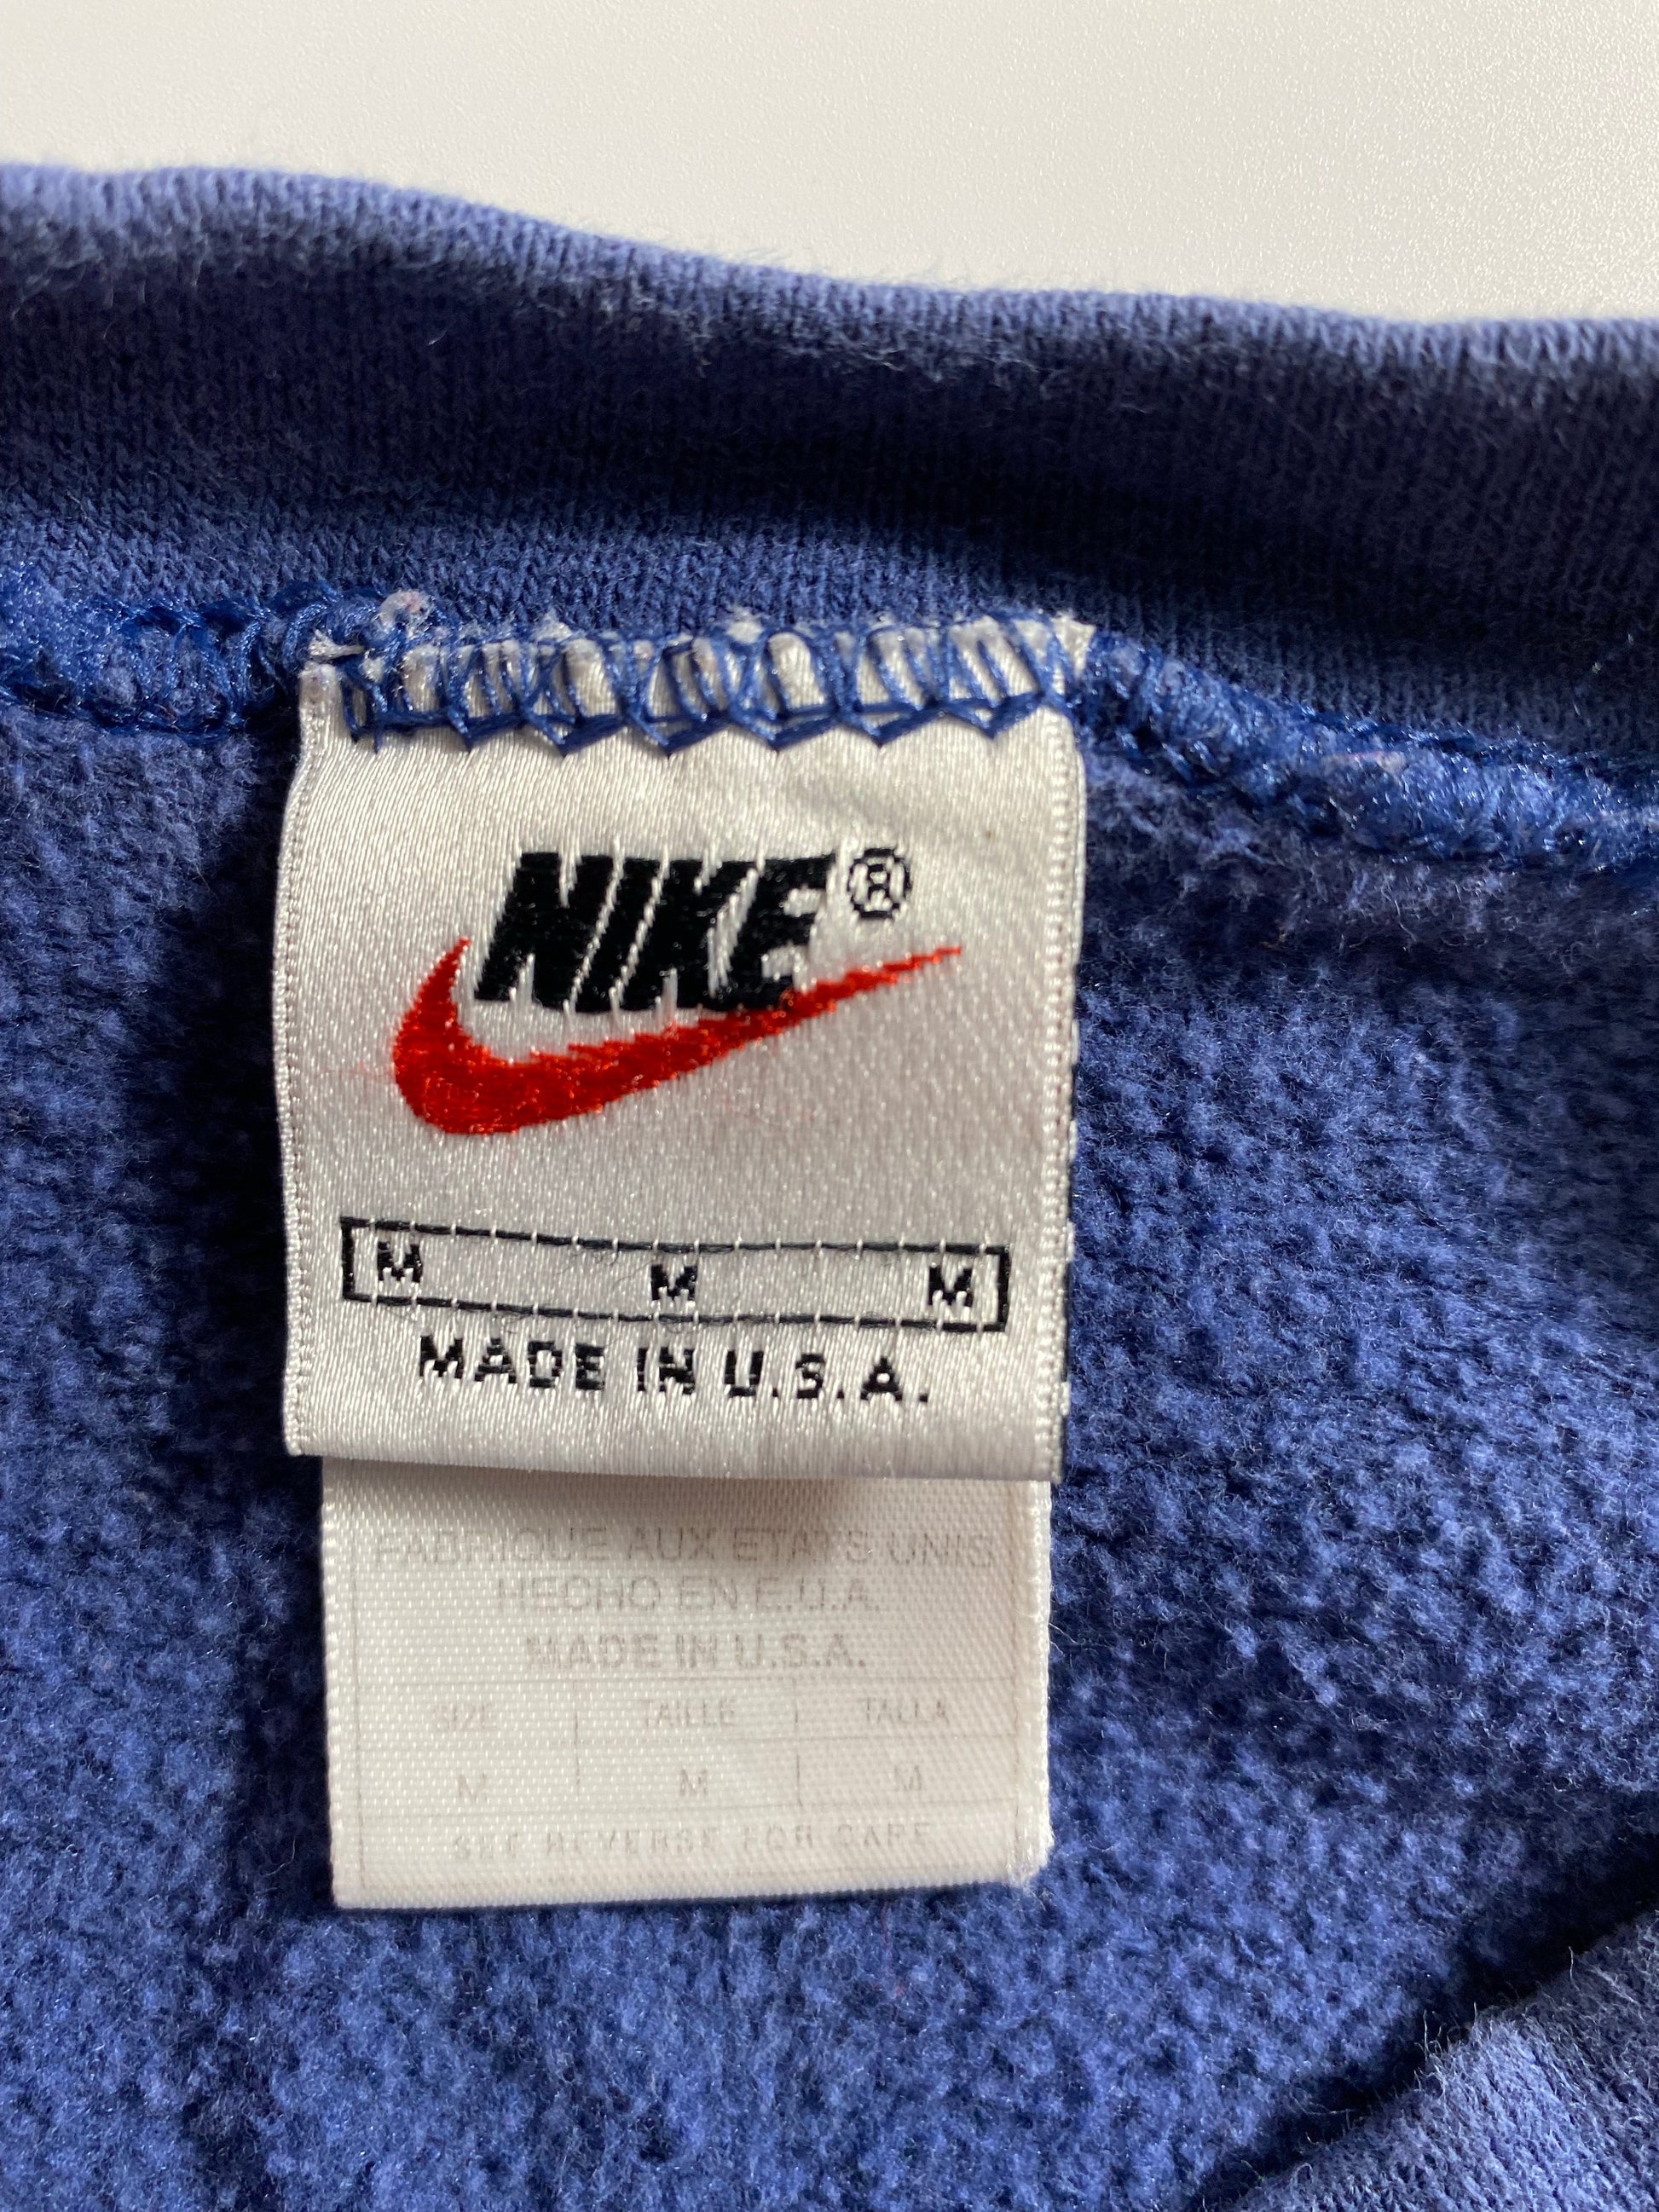 NIKE®
M M M
MADE IN U.S.A.
FABRIQUE AUX ETATS UNIS
HECHO EN E.U.A.
MADE IN U.S.A.
SIZE TAILLE TALLA
M M M
SEE REVERSE FOR CARE